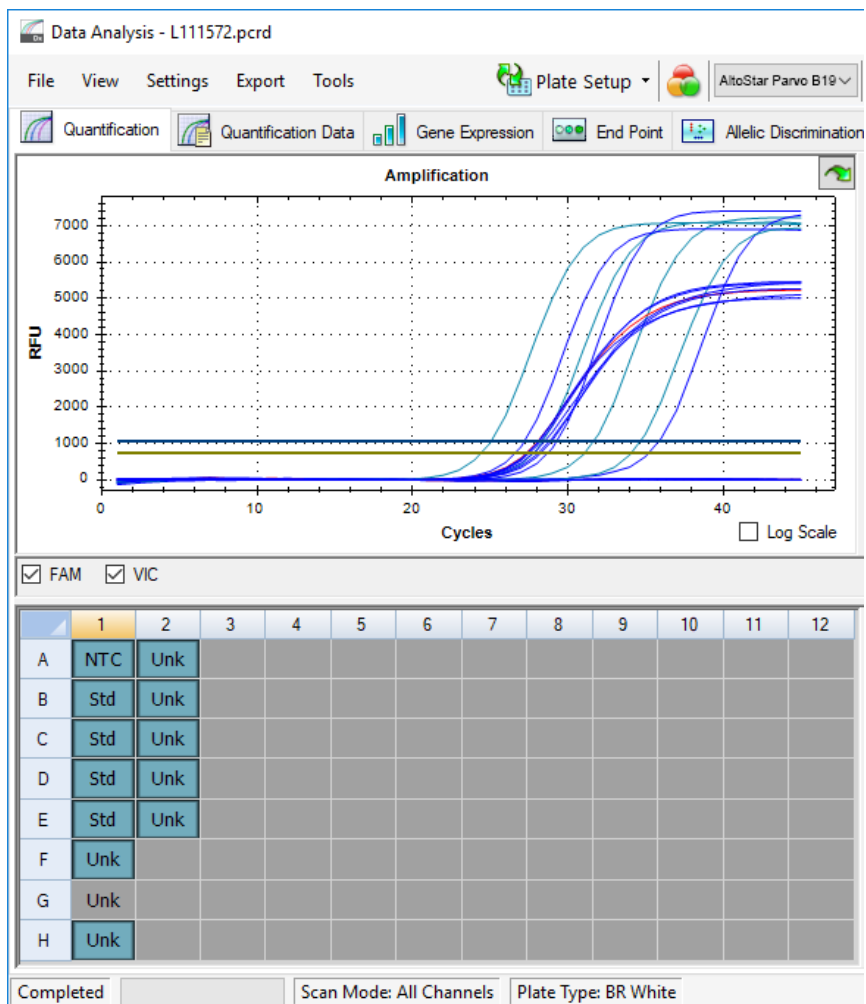 Data Analysis - L111572.pcrd
File View Settings Export Tools Plate Setup AltoStar Parvo B19
Quantification Quantification Data Gene Expression End Point Allelic Discrimination
Amplification
7000
6000
5000
4000
3000
2000
1000
0
RFU
0 10 20 30 40
Cycles
Log Scale
FAM VIC
1 2 3 4 5 6 7 8 9 10 11 12
A NTC Unk
B Std Unk
C Std Unk
D Std Unk
E Std Unk
F Unk
G Unk
H Unk
Completed Scan Mode: All Channels Plate Type: BR White